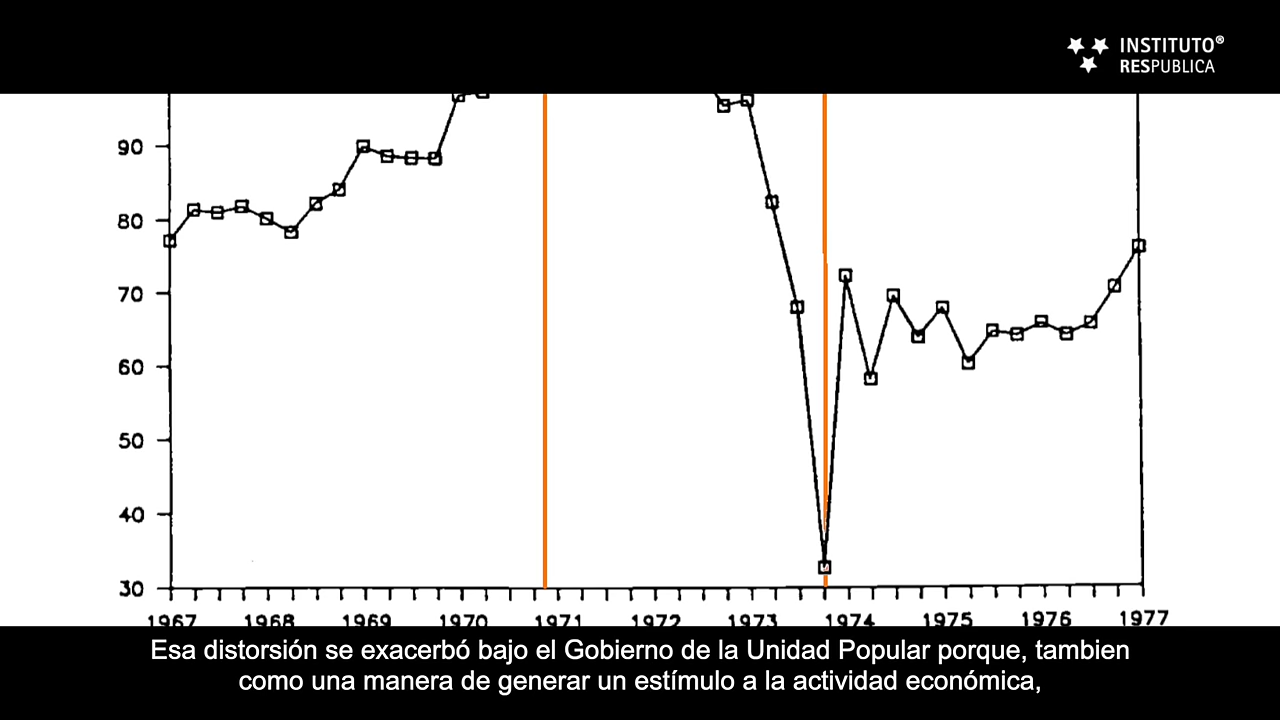 INSTITUTO®
RESPUBLICA
90
80
70
60
50
40
30
1967 1968 1969 1970 1971 1972 1973 1974 1975 1976 1977
Esa distorsión se exacerbó bajo el Gobierno de la Unidad Popular porque, tambien
como una manera de generar un estímulo a la actividad económica,